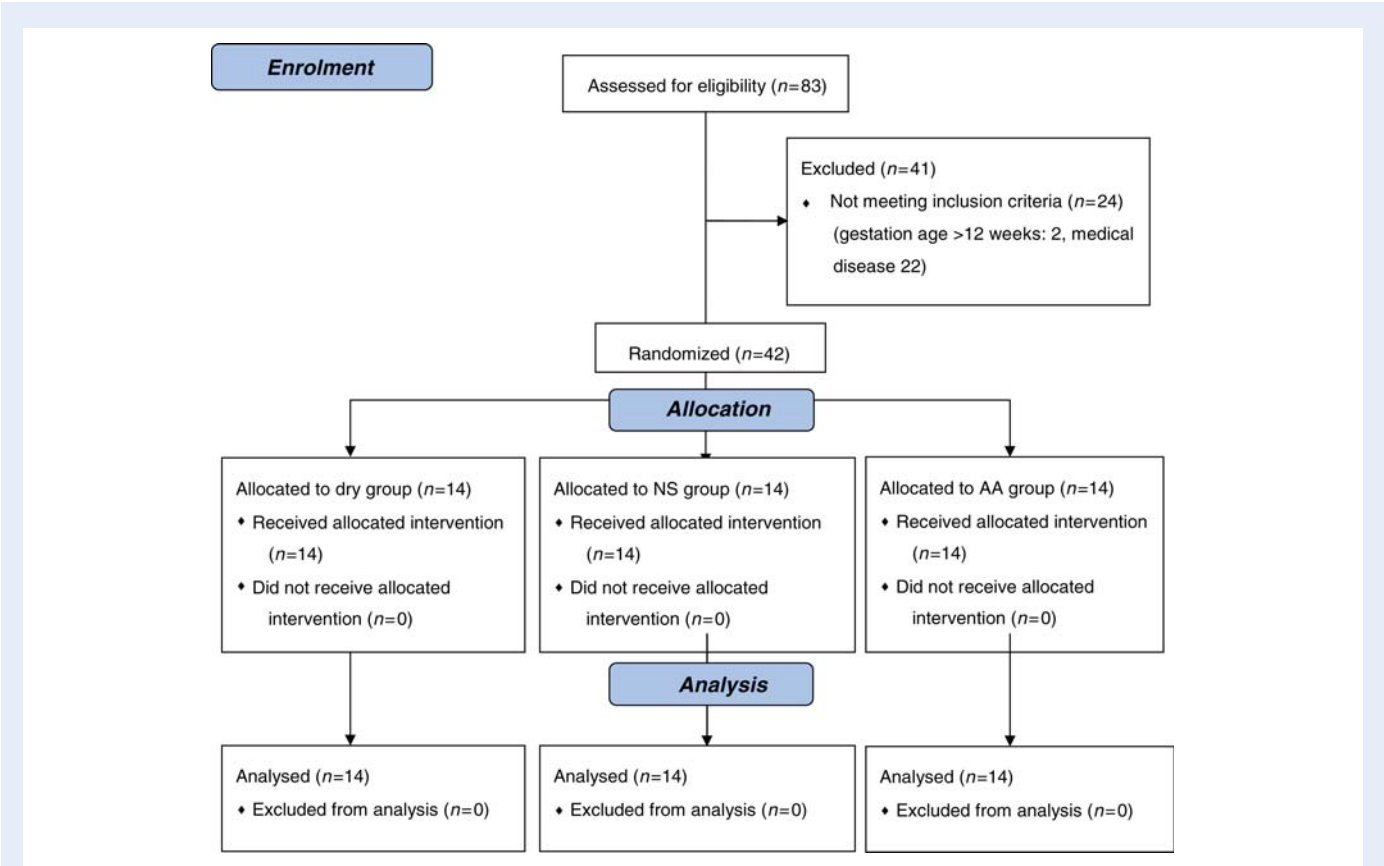 Enrolment
Assessed for eligibility (n=83)
Excluded (n=41)
♦ Not meeting inclusion criteria (n=24)
(gestation age >12 weeks: 2, medical
disease 22)
Randomized (n=42)
Allocation
Allocated to dry group (n=14)
♦ Received allocated intervention
(n=14)
♦ Did not receive allocated
intervention (n=0)
Allocated to NS group (n=14)
♦ Received allocated intervention
(n=14)
♦ Did not receive allocated
intervention (n=0)
Allocated to AA group (n=14)
♦ Received allocated intervention
(n=14)
♦ Did not receive allocated
intervention (n=0)
Analysis
Analysed (n=14)
♦ Excluded from analysis (n=0)
Analysed (n=14)
♦ Excluded from analysis (n=0)
Analysed (n=14)
♦ Excluded from analysis (n=0)